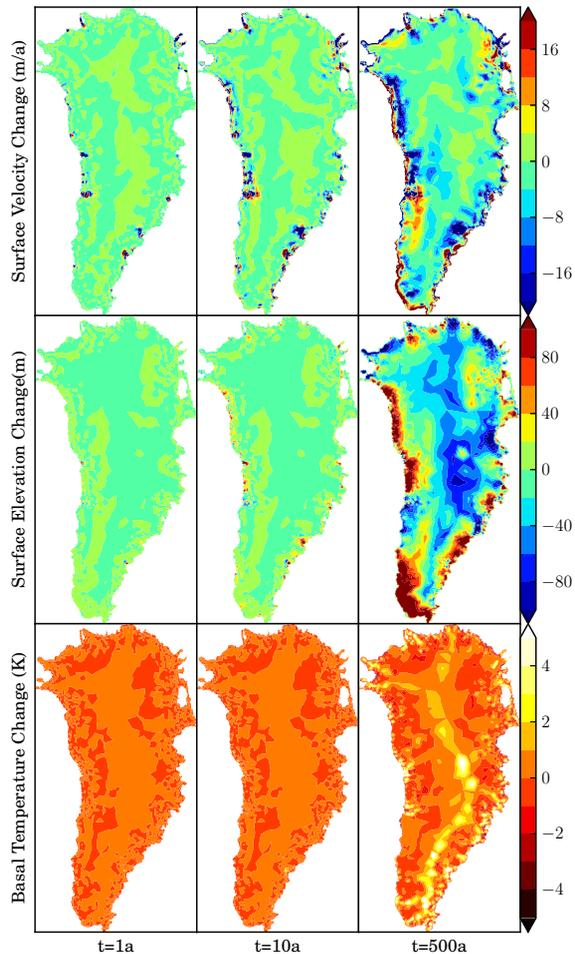 Surface Velocity Change (m/a)
16
8
0
−8
−16
Surface Elevation Change(m)
80
40
0
−40
−80
Basal Temperature Change (K)
4
2
0
−2
−4
t=1a
t=10a
t=500a